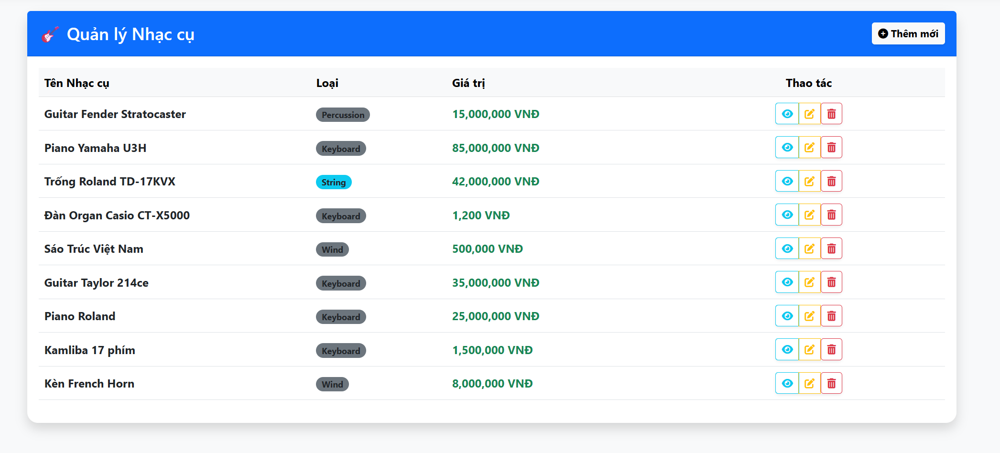 Quản lý Nhạc cụ
Thêm mới
Tên Nhạc cụ Loại Giá trị Thao tác
Guitar Fender Stratocaster Percussion 15,000,000 VNĐ
Piano Yamaha U3H Keyboard 85,000,000 VNĐ
Trống Roland TD-17KVX String 42,000,000 VNĐ
Đàn Organ Casio CT-X5000 Keyboard 1,200 VNĐ
Sáo Trúc Việt Nam Wind 500,000 VNĐ
Guitar Taylor 214ce Keyboard 35,000,000 VNĐ
Piano Roland Keyboard 25,000,000 VNĐ
Kamliba 17 phím Keyboard 1,500,000 VNĐ
Kèn French Horn Wind 8,000,000 VNĐ